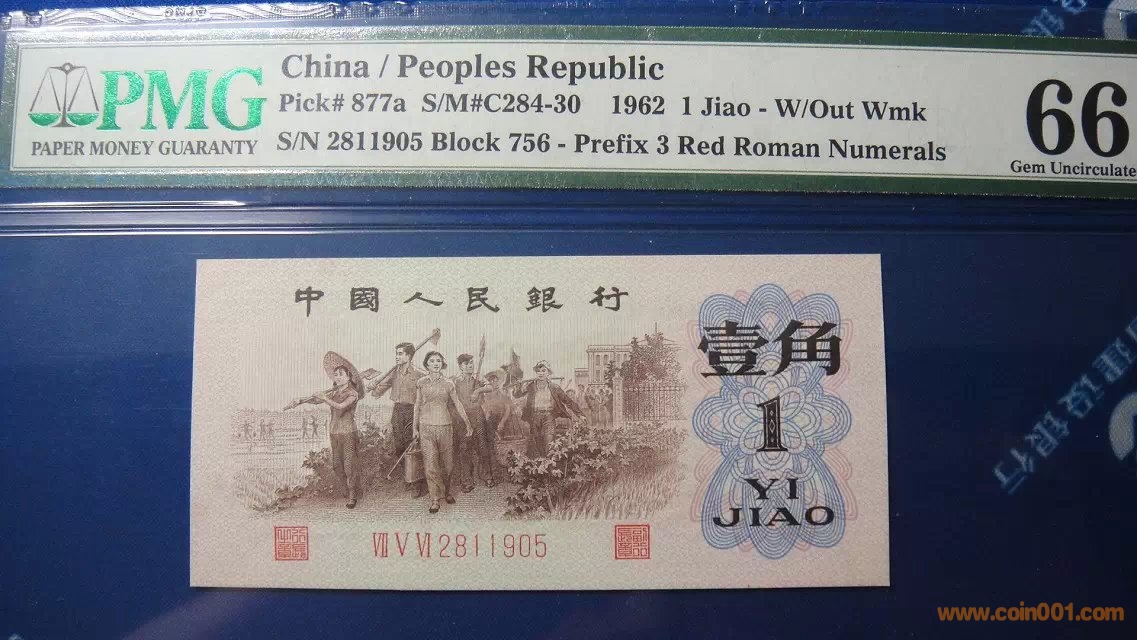 PMG
PAPER MONEY GUARANTY
China / Peoples Republic
Pick# 877a S/M#C284-30 1962 1 Jiao - W/Out Wmk
S/N 2811905 Block 756 - Prefix 3 Red Roman Numerals
66
Gem Uncirculate
中國人民銀行
壹角
1
YI
JIAO
VII V VI 2811905
www.coin001.com